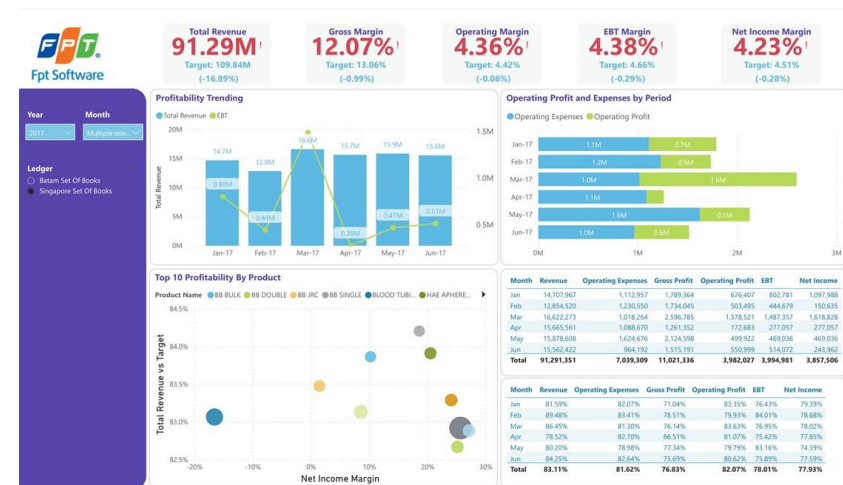 FPT.
Fpt Software
Total Revenue
91.29M!
Target: 109.84M
(-16.89%)
Gross Margin
12.07%!
Target: 13.06%
(-0.99%)
Operating Margin
4.36%!
Target: 4.42%
(-0.06%)
EBT Margin
4.38%!
Target: 4.66%
(-0.29%)
Net Income Margin
4.23%!
Target: 4.51%
(-0.28%)
Year Month
2017 Multiple sele...
Ledger
Batam Set Of Books
Singapore Set Of Books
Profitability Trending
Total Revenue EBT
20M
15M
10M
5M
0M
Total Revenue
14.7M 12.9M 16.6M 15.7M 15.9M 15.6M
0.80M 0.44M 0.28M 0.47M 0.51M
1.5M
1.0M
0.5M
Jan-17 Feb-17 Mar-17 Apr-17 May-17 Jun-17
Operating Profit and Expenses by Period
Operating Expenses Operating Profit
Jan-17 1.1M 0.7M
Feb-17 1.2M 0.5M
Mar-17 1.0M 1.6M
Apr-17 1.1M
May-17 1.6M 0.5M
Jun-17 1.0M 0.6M
0M 1M 2M 3M
Top 10 Profitability By Product
Product Name BB BULK BB DOUBLE BB JRC BB SINGLE BLOOD TUBI... HAE APHERE...
Total Revenue vs Target
84.5%
84.0%
83.5%
83.0%
82.5%
-20% -10% 0% 10% 20% 30%
Net Income Margin
Month Revenue Operating Expenses Gross Profit Operating Profit EBT Net Income
Jan 14,707,967 1,112,957 1,789,364 676,407 802,781 1,097,988
Feb 12,854,520 1,230,550 1,734,045 503,495 444,679 150,635
Mar 16,622,273 1,018,264 2,596,785 1,578,521 1,487,357 1,618,828
Apr 15,665,561 1,088,670 1,261,352 172,683 277,057 277,057
May 15,878,608 1,624,676 2,124,598 499,922 469,036 469,036
Jun 15,562,422 964,192 1,515,191 550,999 514,072 243,962
Total 91,291,351 7,039,309 11,021,336 3,982,027 3,994,981 3,857,506
Month Revenue Operating Expenses Gross Profit Operating Profit EBT Net Income
Jan 81.59% 82.07% 71.04% 83.35% 76.43% 79.39%
Feb 89.48% 83.41% 78.51% 79.93% 84.01% 78.68%
Mar 86.45% 81.30% 76.14% 83.63% 76.95% 78.02%
Apr 78.52% 82.70% 86.51% 81.07% 75.42% 77.85%
May 80.20% 78.98% 77.34% 79.79% 83.16% 74.39%
Jun 84.25% 82.64% 75.69% 80.62% 75.89% 77.59%
Total 83.11% 81.62% 76.83% 82.07% 78.01% 77.93%